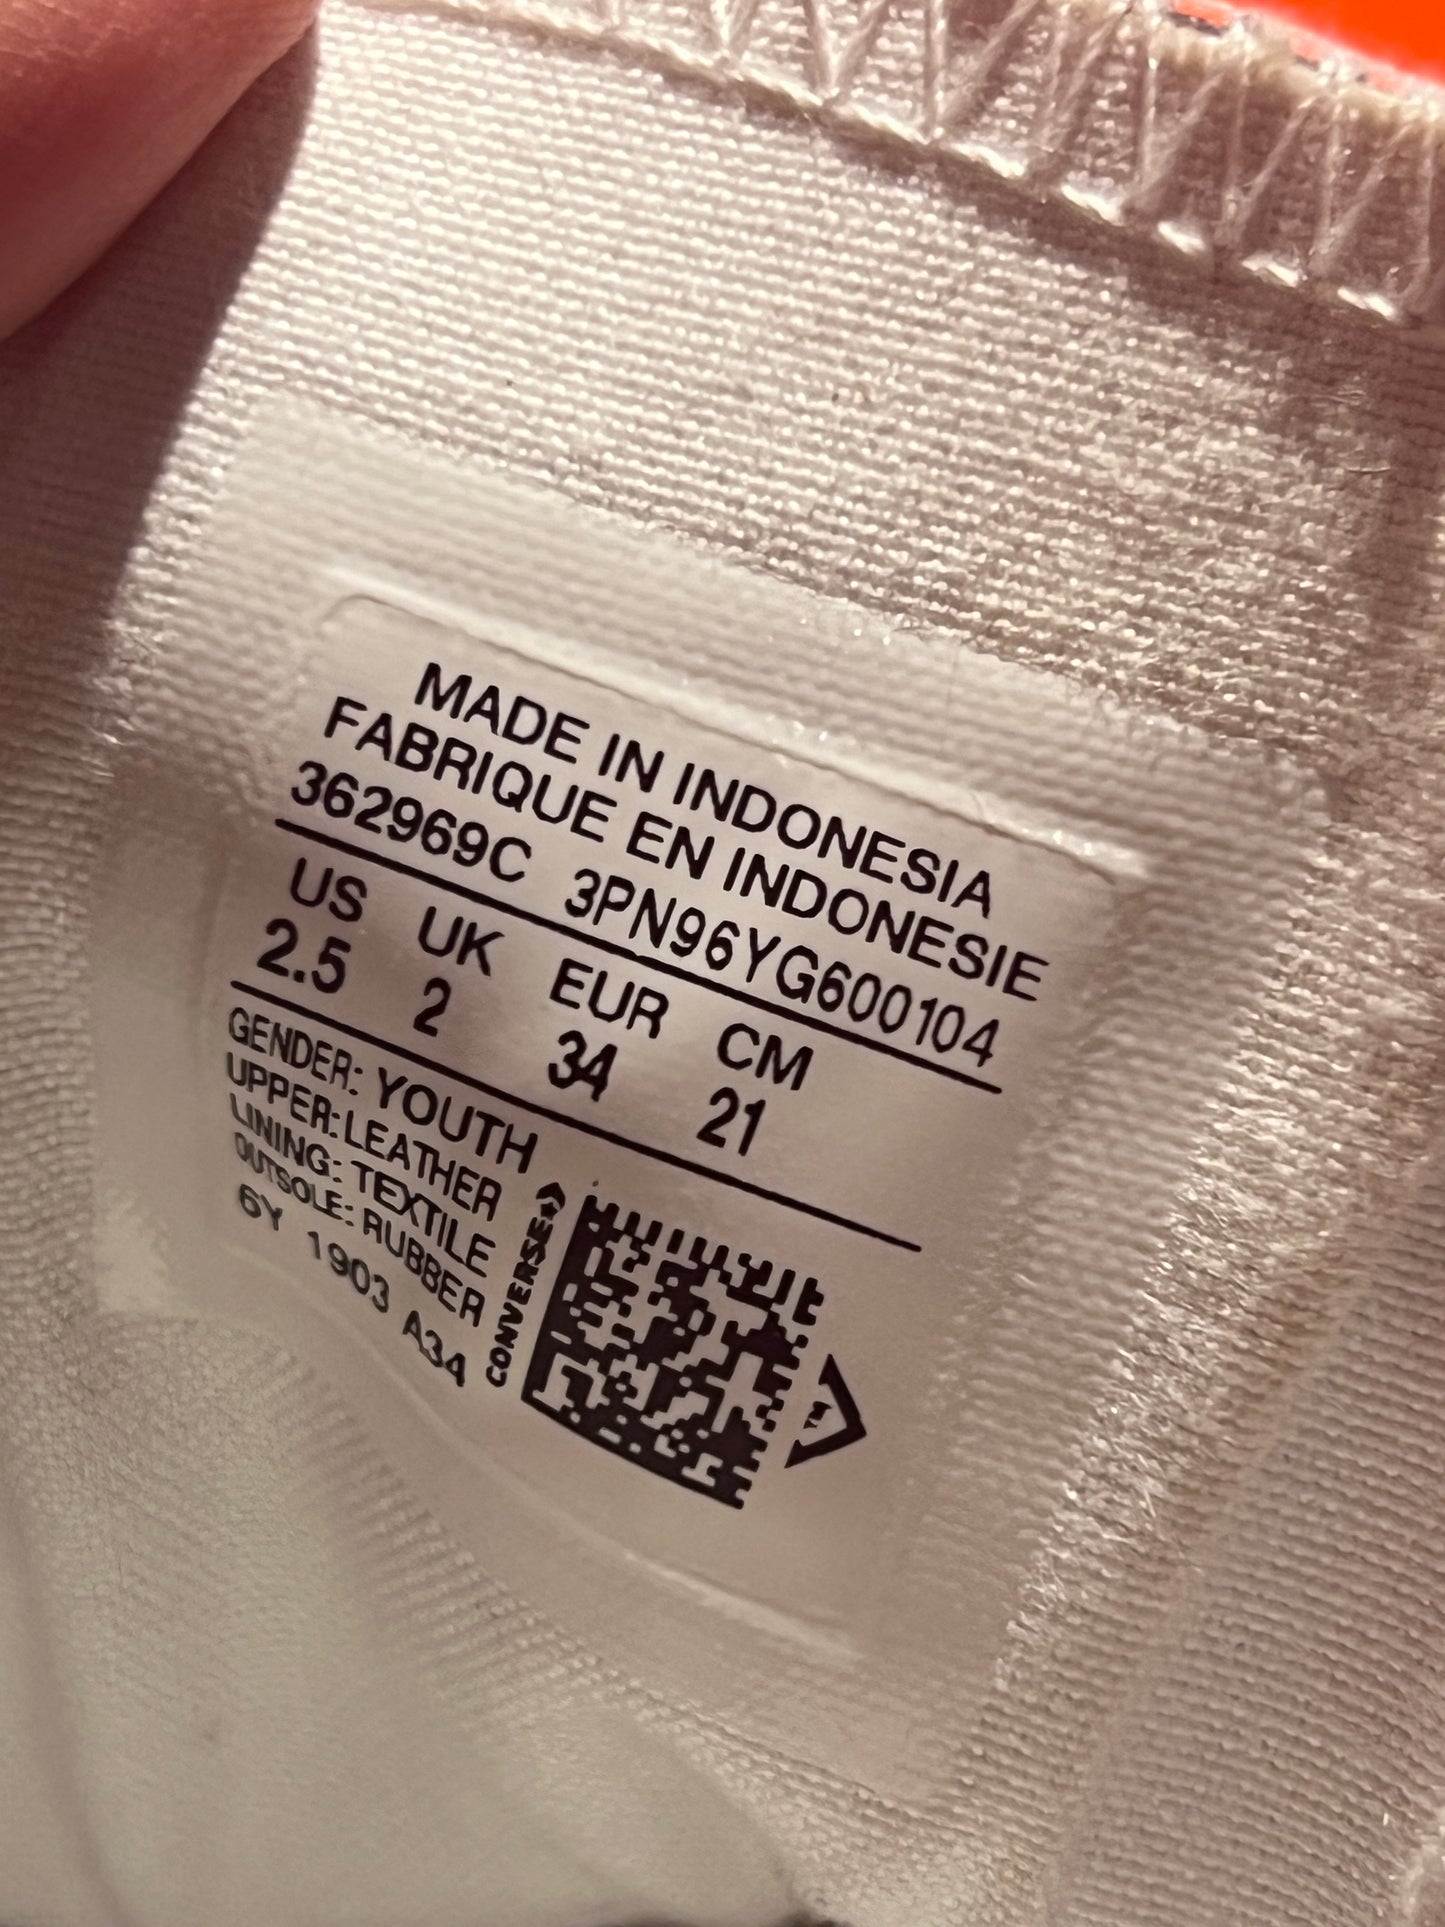 MADE IN INDONESIA
FABRIQUE EN INDONESIE
362969C 3PN96YG600104
US UK EUR CM
2.5 2 34 21
GENDER: YOUTH
UPPER: LEATHER
LINING: TEXTILE
OUTSOLE: RUBBER
6Y 1903 A34
CONVERSE